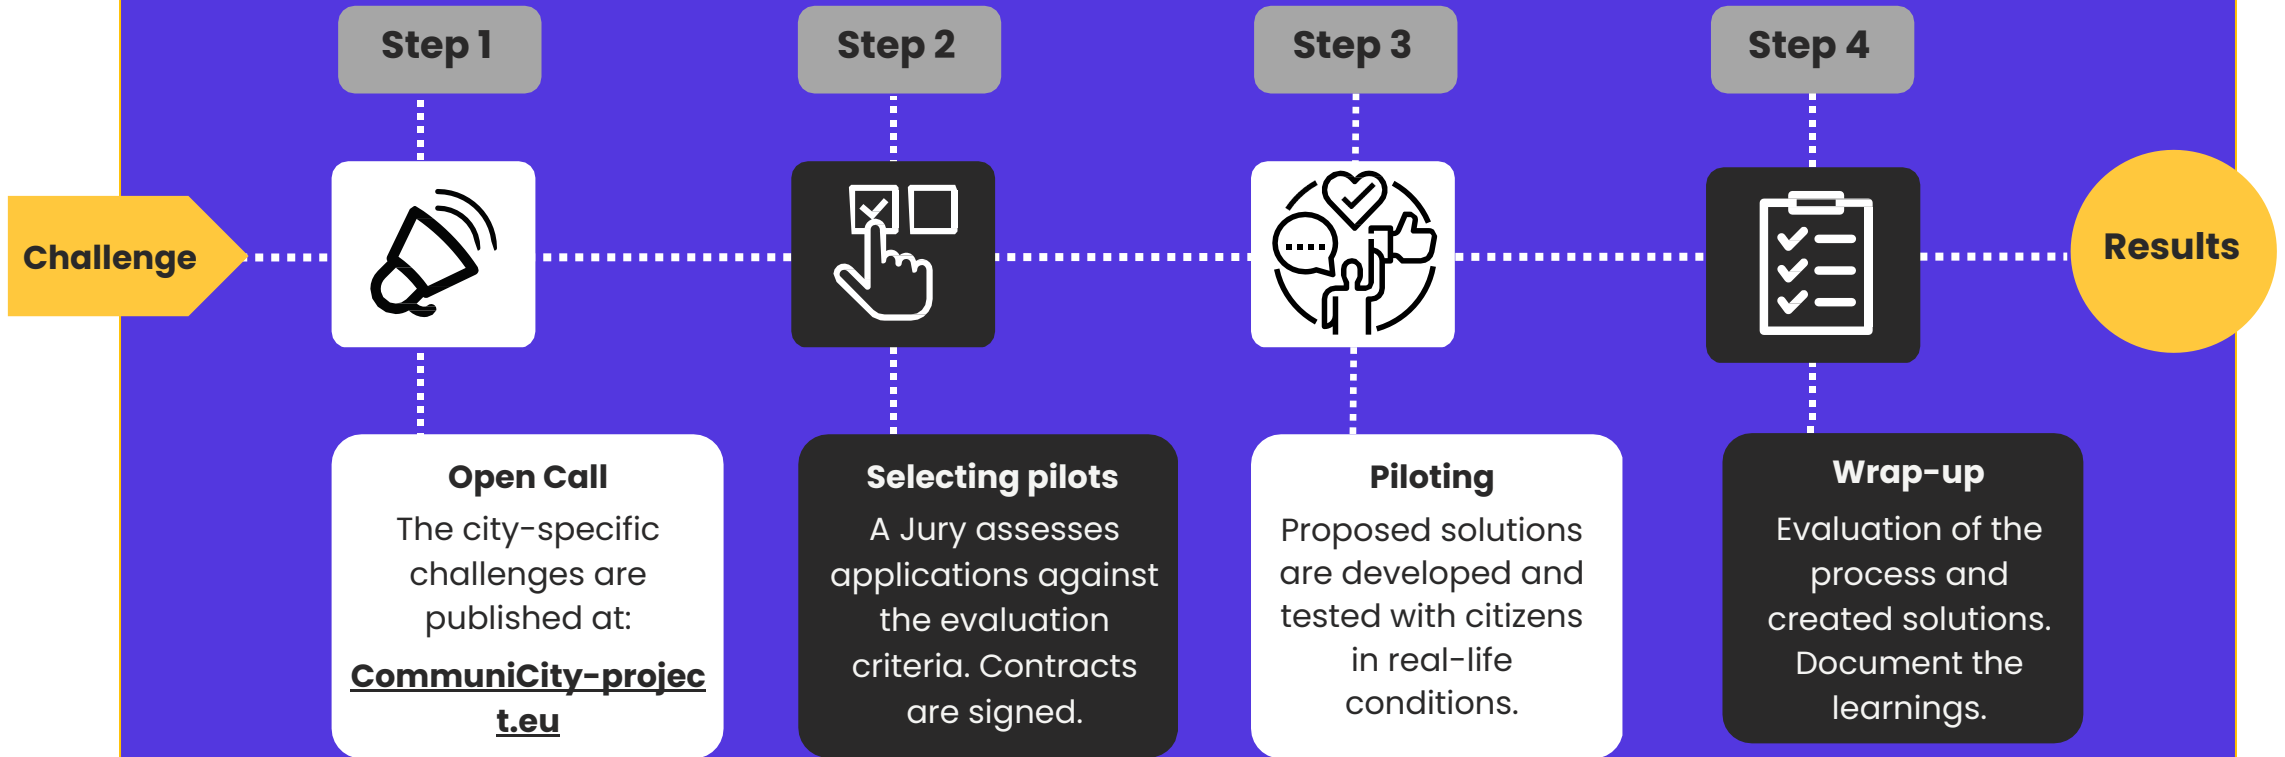 Step 1
Step 2
Step 3
Step 4
Challenge
Results
Open Call
The city-specific
challenges are
published at:
CommuniCity-projec
t.eu
Selecting pilots
A Jury assesses
applications against
the evaluation
criteria. Contracts
are signed.
Piloting
Proposed solutions
are developed and
tested with citizens
in real-life
conditions.
Wrap-up
Evaluation of the
process and
created solutions.
Document the
learnings.